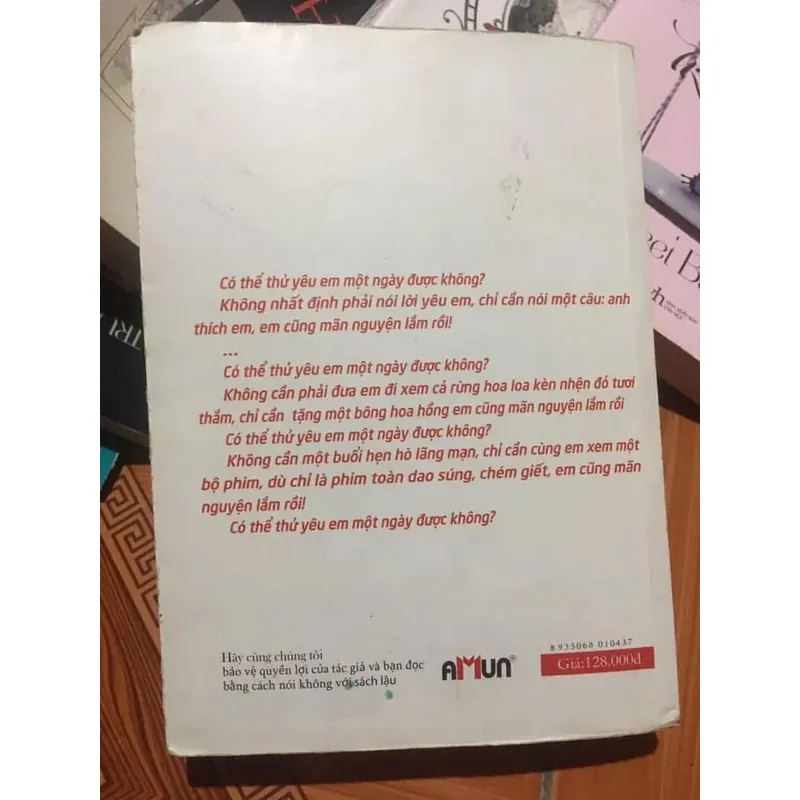 Có thể thử yêu em một ngày được không?
Không nhất định phải nói lời yêu em, chỉ cần nói một câu: anh
thích em, em cũng mãn nguyện lắm rồi!
...
Có thể thử yêu em một ngày được không?
Không cần phải đưa em đi xem cả rừng hoa loa kèn nhện đỏ tươi
thắm, chỉ cần tặng một bông hoa hồng em cũng mãn nguyện lắm rồi
Có thể thử yêu em một ngày được không?
Không cần một buổi hẹn hò lãng mạn, chỉ cần cùng em xem một
bộ phim, dù chỉ là phim toàn dao súng, chém giết, em cũng mãn
nguyện lắm rồi!
Có thể thử yêu em một ngày được không?
Hãy cùng chúng tôi
bảo vệ quyền lợi của tác giả và bạn đọc
bằng cách nói không với sách lậu
AMUN®
8 935068 010437
Giá:128.000đ